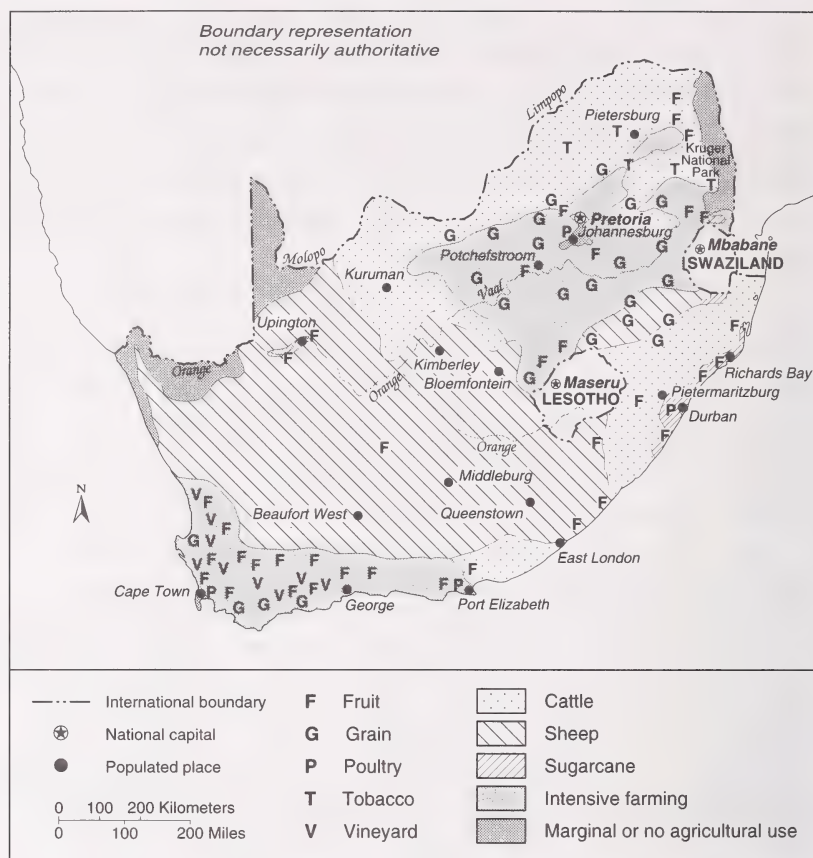 Boundary representation
not necessarily authoritative
Limpopo
Pietersburg
F
F
T
T
F
Kruger
National
Park
G
T
T
T
G
F
G
G
G
F
F
Pretoria
G
G
G
P
Johannesburg
G
G
F
Mbabane
SWAZILAND
Molopo
Potchefstroom
F
G
Kuruman
G
F
G
G
Vaal
G
G
G
G
Upington
F
F
G
G
F
Kimberley
G
G
F
Richards Bay
Orange
Orange
Bloemfontein
F
F
G
Maseru
LESOTHO
F
F
Pietermaritzburg
F
P
Durban
F
Orange
F
F
Middleburg
N
V
F
V
F
Beaufort West
Queenstown
F
F
G
V
East London
V
F
V
F
F
F
F
F
F
F
F
Cape Town
F
P
F
V
V
F
F
V
V
George
F
P
Port Elizabeth
G
G
G
International boundary
National capital
Populated place
0 100 200 Kilometers
0 100 200 Miles
F Fruit
G Grain
P Poultry
T Tobacco
V Vineyard
Cattle
Sheep
Sugarcane
Intensive farming
Marginal or no agricultural use